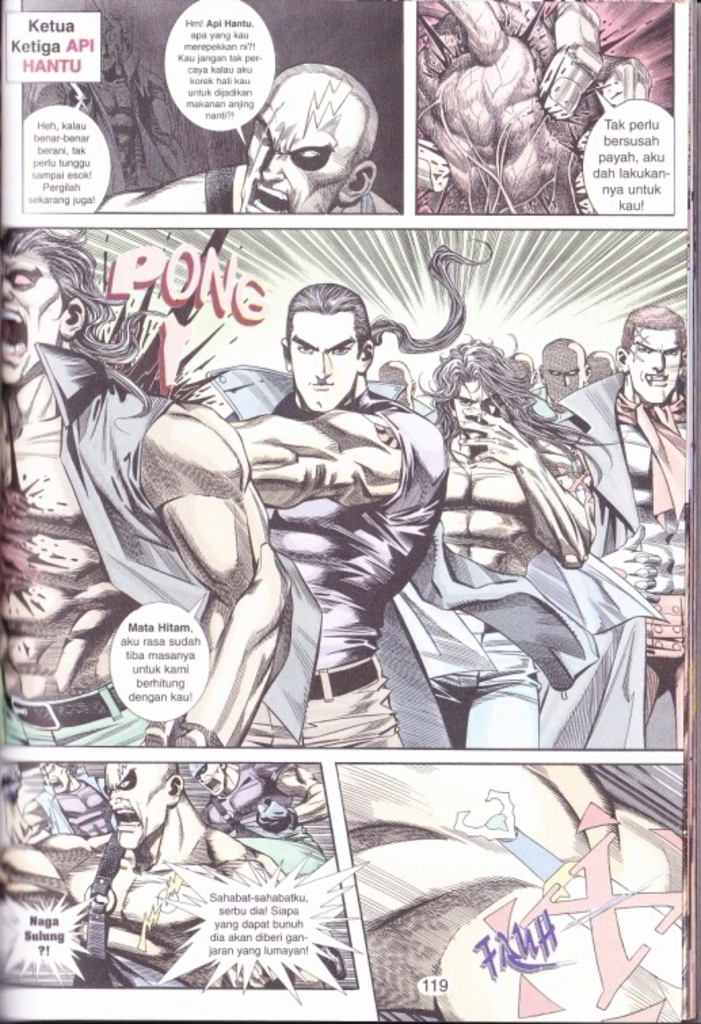 Ketua
Ketiga API
HANTU
Hm! Api Hantu,
apa yang kau
merepekkan ni?!
Kau jangan tak per-
caya kalau aku
korek hati kau
untuk dijadikan
makanan anjing
nanti?!
Heh, kalau
benar-benar
berani, tak
perlu tunggu
sampai esok!
Pergilah
sekarang juga!
Tak perlu
bersusah
payah, aku
dah lakukan-
nya untuk
kau!
PONG
Mata Hitam,
aku rasa sudah
tiba masanya
untuk kami
berhitung
dengan kau!
Naga
Sulung
?!
Sahabat-sahabatku,
serbu dia! Siapa
yang dapat bunuh
dia akan diberi gan-
jaran yang lumayan!
119